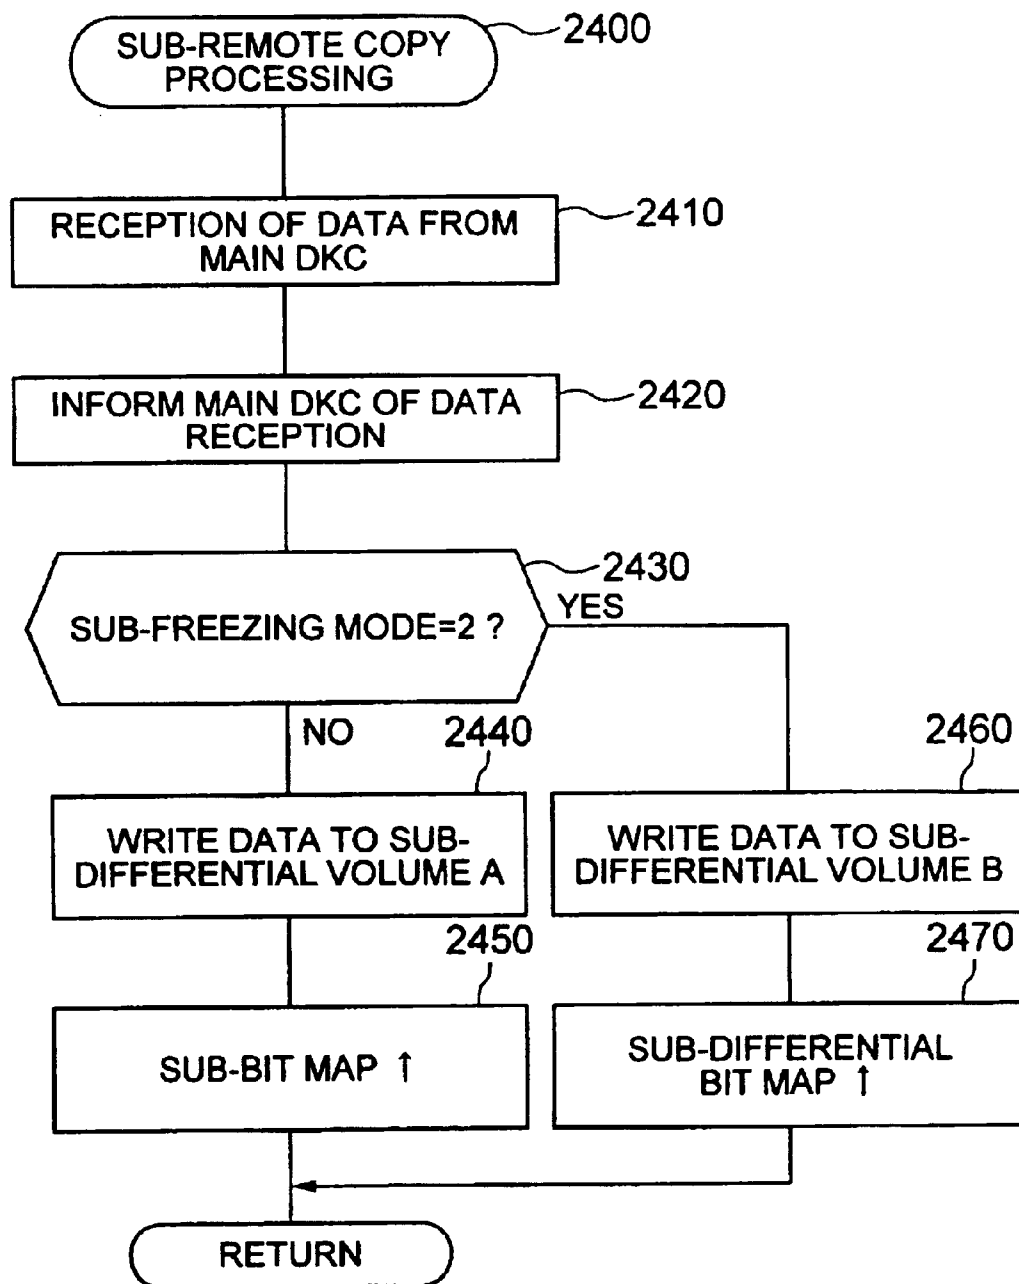 SUB-REMOTE COPY
PROCESSING
2400
RECEPTION OF DATA FROM
MAIN DKC
2410
INFORM MAIN DKC OF DATA
RECEPTION
2420
SUB-FREEZING MODE=2 ?
2430
YES
NO
2440
WRITE DATA TO SUB-
DIFFERENTIAL VOLUME A
2450
SUB-BIT MAP ↑
2460
WRITE DATA TO SUB-
DIFFERENTIAL VOLUME B
2470
SUB-DIFFERENTIAL
BIT MAP ↑
RETURN